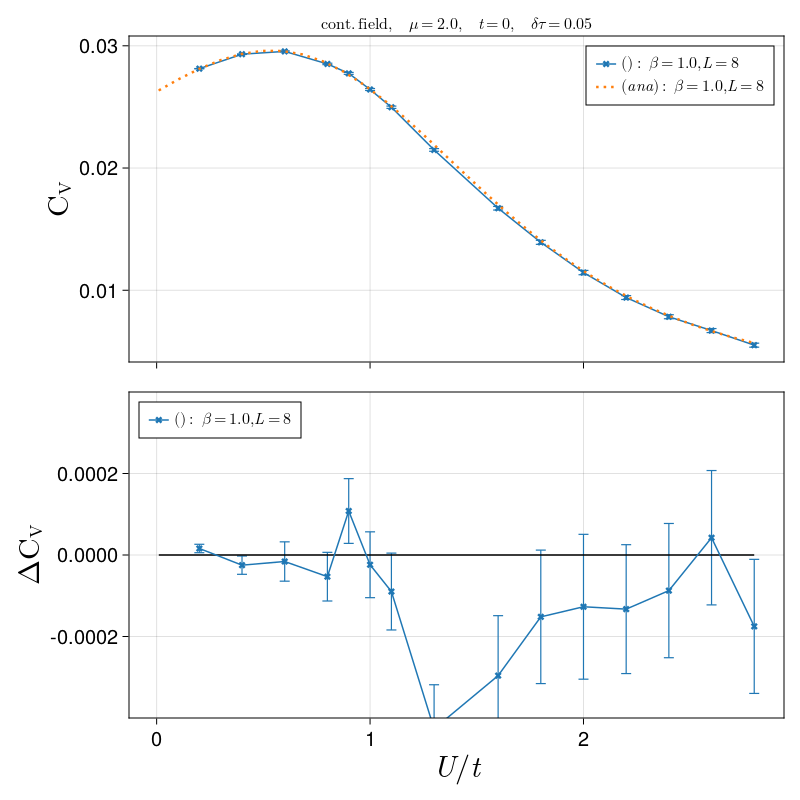 cont. field, μ = 2.0, t = 0, δτ = 0.05
0.03
0.02
0.01
C_V
() : β = 1.0, L = 8
(ana) : β = 1.0, L = 8
() : β = 1.0, L = 8
0.0002
0.0000
-0.0002
ΔC_V
0 1 2
U/t